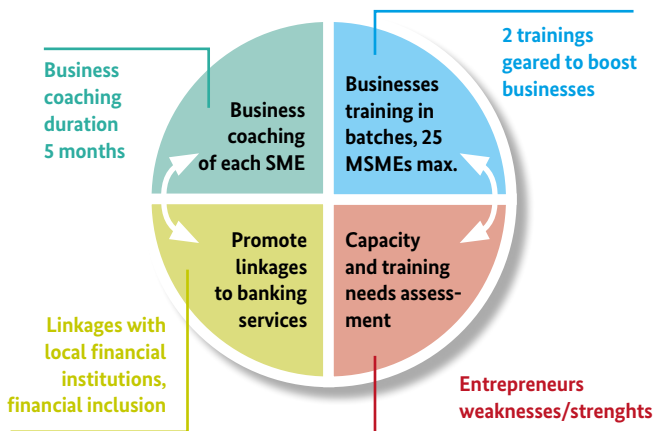 Business
coaching
duration
5 months
2 trainings
geared to boost
businesses
Business
coaching
of each SME
Businesses
training in
batches, 25
MSMEs max.
Promote
linkages
to banking
services
Capacity
and training
needs assess-
ment
Linkages with
local financial
institutions,
financial inclusion
Entrepreneurs
weaknesses/strenghts